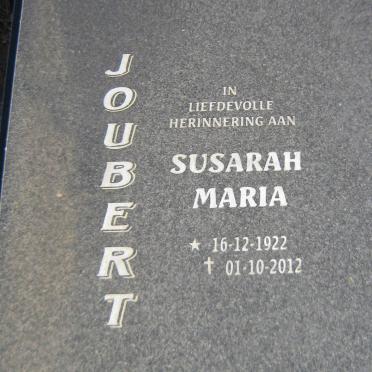 JOUBERT
IN
LIEFDEVOLLE
HERINNERING AAN
SUSARAH
MARIA
★ 16-12-1922
✝ 01-10-2012